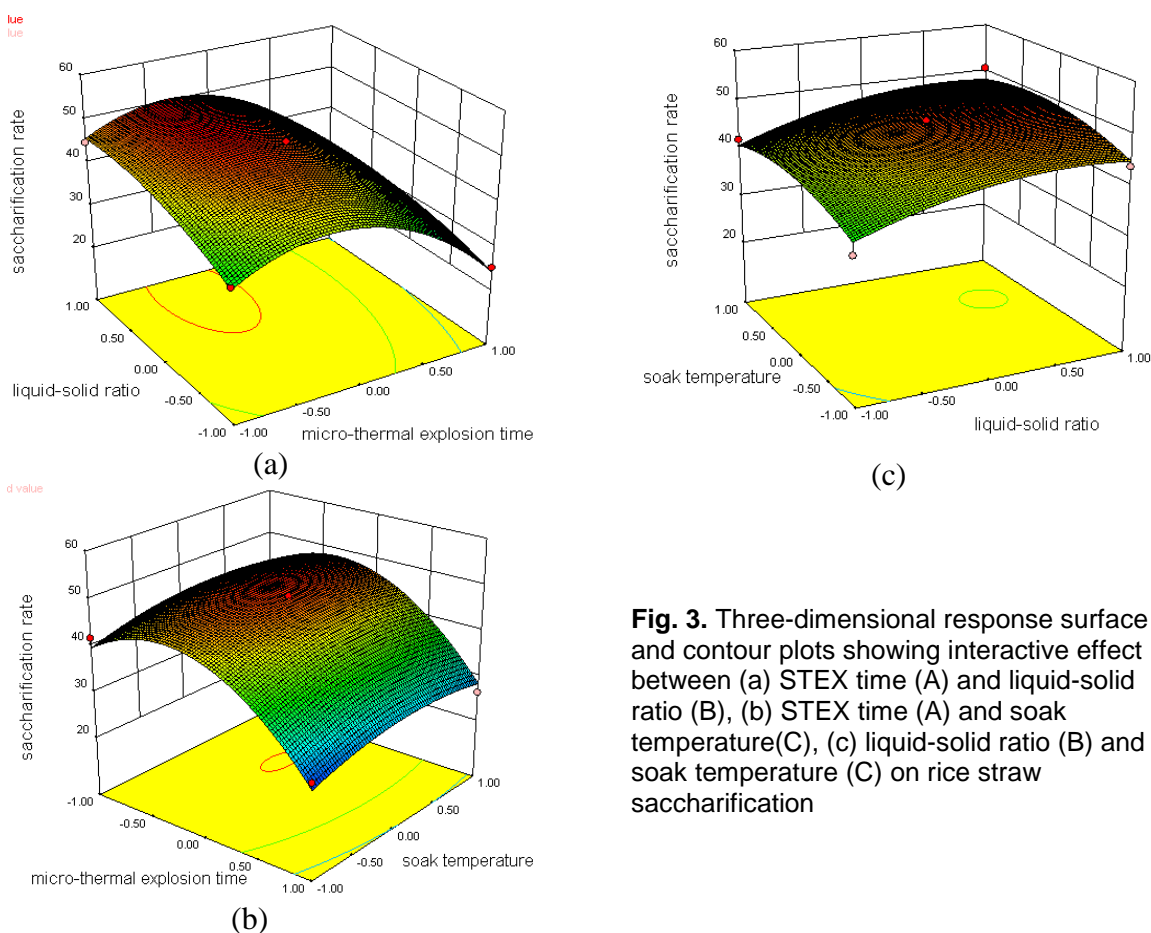 lue
lue
60
50
40
30
20
saccharification rate
1.00
0.50
0.00
-0.50
-1.00
liquid-solid ratio
-1.00
-0.50
0.00
0.50
1.00
micro-thermal explosion time
(a)
60
50
40
30
20
saccharification rate
1.00
0.50
0.00
-0.50
-1.00
soak temperature
-1.00
-0.50
0.00
0.50
1.00
liquid-solid ratio
(c)
d value
60
50
40
30
20
saccharification rate
-1.00
-0.50
0.00
0.50
1.00
micro-thermal explosion time
-1.00
-0.50
0.00
0.50
1.00
soak temperature
(b)
Fig. 3. Three-dimensional response surface
and contour plots showing interactive effect
between (a) STEX time (A) and liquid-solid
ratio (B), (b) STEX time (A) and soak
temperature(C), (c) liquid-solid ratio (B) and
soak temperature (C) on rice straw
saccharification